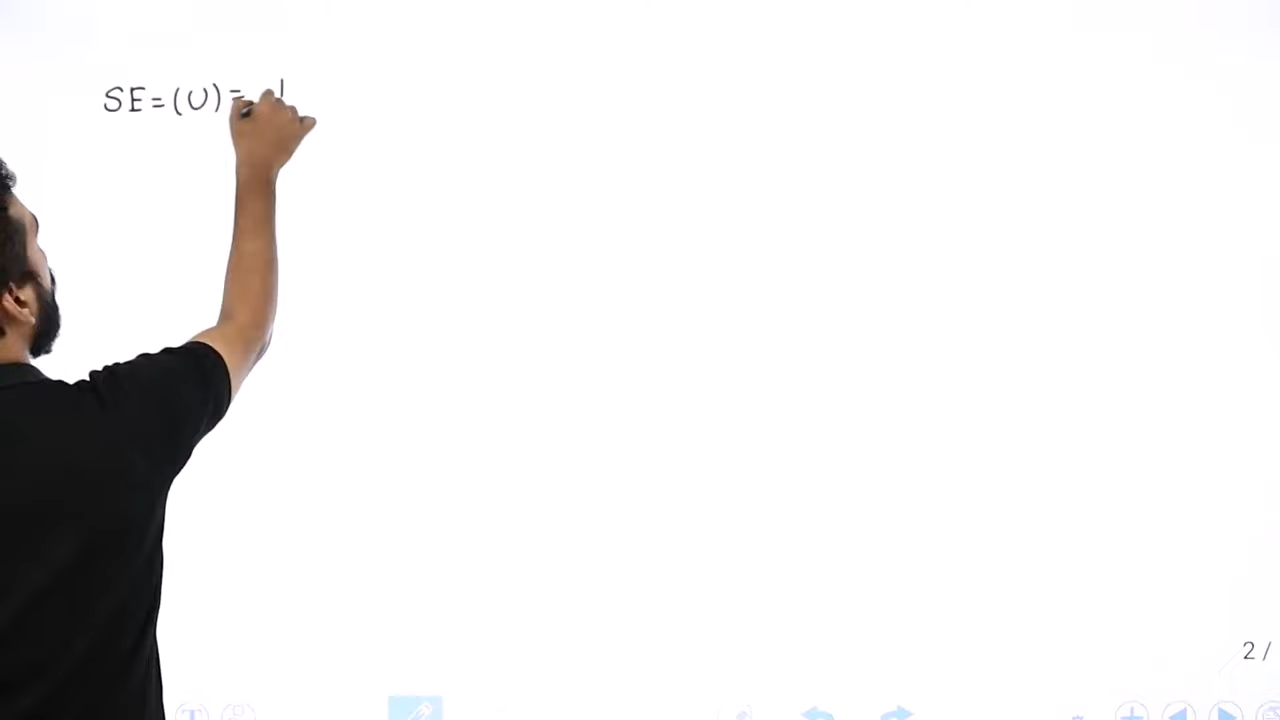 SE = (U) =
2 /